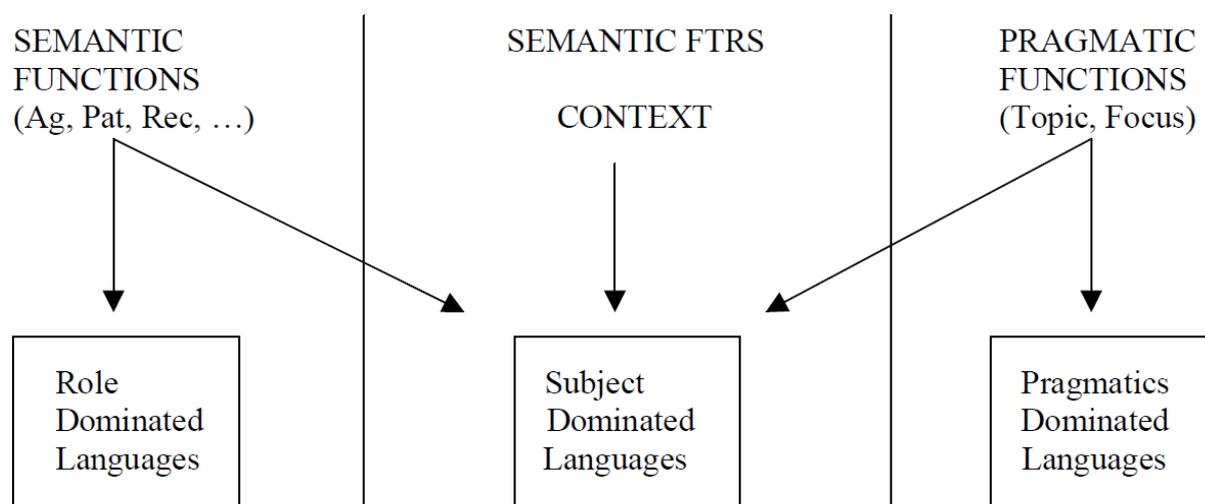 SEMANTIC
FUNCTIONS
(Ag, Pat, Rec, …)
SEMANTIC FTRS
CONTEXT
PRAGMATIC
FUNCTIONS
(Topic, Focus)
Role
Dominated
Languages
Subject
Dominated
Languages
Pragmatics
Dominated
Languages